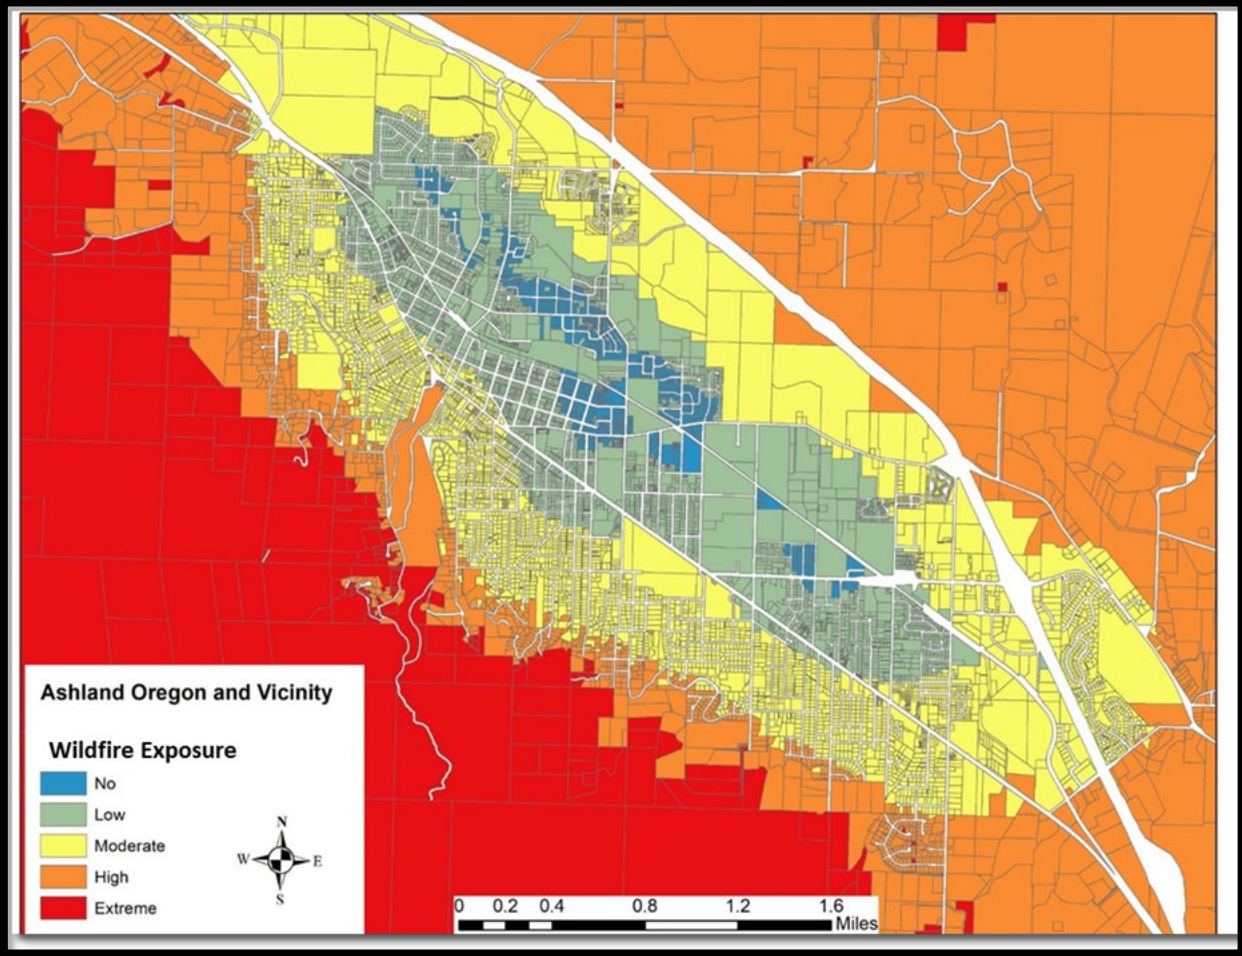 Ashland Oregon and Vicinity
Wildfire Exposure
No
Low
Moderate
High
Extreme
N
W E
S
0 0.2 0.4 0.8 1.2 1.6
Miles